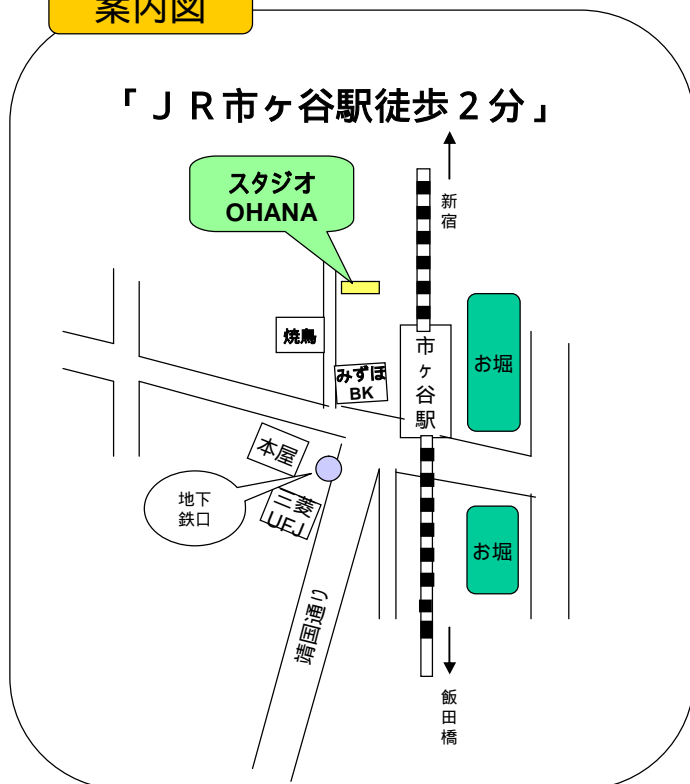 案内図
「ＪＲ市ヶ谷駅徒歩２分」
スタジオ
OHANA
新宿
焼鳥
みずほ
BK
市ヶ谷駅
お堀
本屋
地下
鉄口
三菱
UFJ
お堀
靖国通り
飯田橋